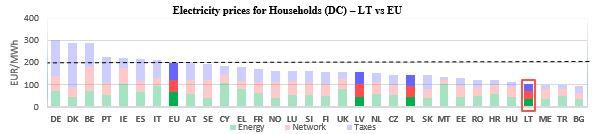 Electricity prices for Households (DC) – LT vs EU
EUR/MWh
400
300
200
100
0
DE DK BE PT IE ES IT EU AT SE CY EL FR NO LU SI FI UK LV NL CZ PL SK MT EE RO HR HU LT ME TR BG
Energy Network Taxes